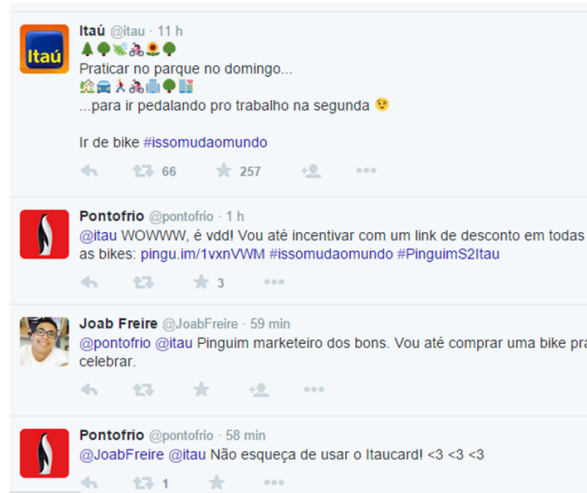 Itaú
Itaú @itau · 11 h
🌲🌳🍃🚴🌻🌳
Praticar no parque no domingo...
🏡🚘🚶🚴🏢🌳🏬
...para ir pedalando pro trabalho na segunda 😉
Ir de bike #issomudaomundo
66 257
Pontofrio @pontofrio · 1 h
@itau WOWWW, é vdd! Vou até incentivar com um link de desconto em todas
as bikes: pingu.im/1vxnVWM #issomudaomundo #PinguimS2Itau
3
Joab Freire @JoabFreire · 59 min
@pontofrio @itau Pinguim marketeiro dos bons. Vou até comprar uma bike pra
celebrar.
Pontofrio @pontofrio · 58 min
@JoabFreire @itau Não esqueça de usar o Itaucard! <3 <3 <3
1